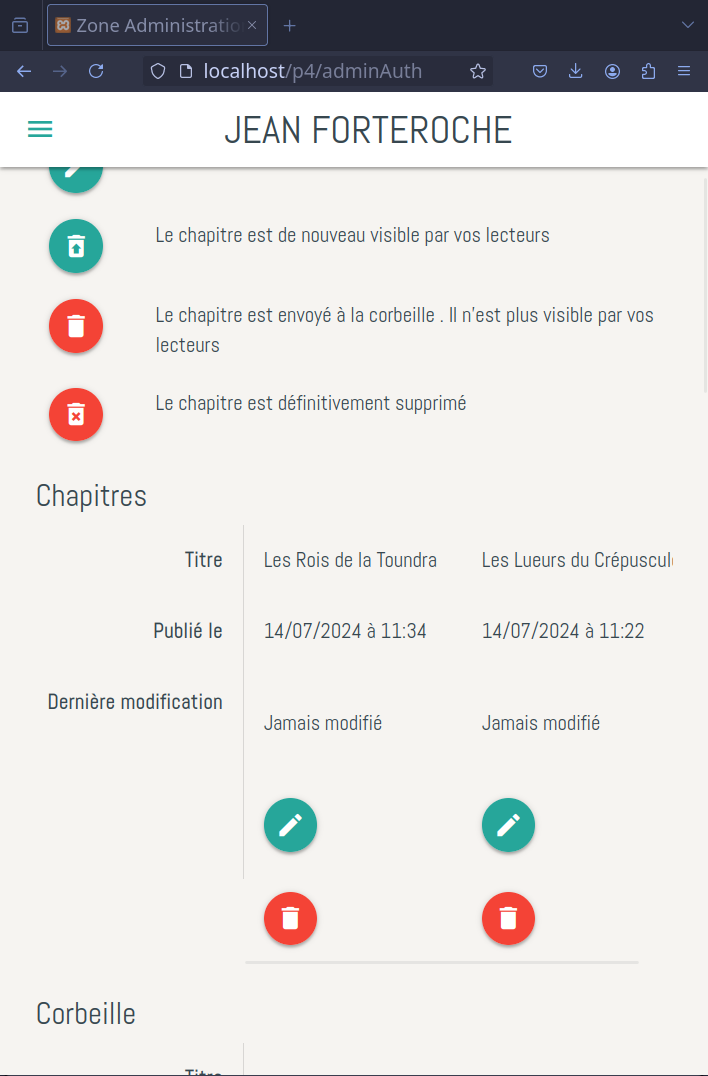 Zone Administratio
localhost/p4/adminAuth
JEAN FORTEROCHE
Le chapitre est de nouveau visible par vos lecteurs
Le chapitre est envoyé à la corbeille . Il n'est plus visible par vos
lecteurs
Le chapitre est définitivement supprimé
Chapitres
Titre Les Rois de la Toundra Les Lueurs du Crépuscule
Publié le 14/07/2024 à 11:34 14/07/2024 à 11:22
Dernière modification
Jamais modifié Jamais modifié
Corbeille
Titre